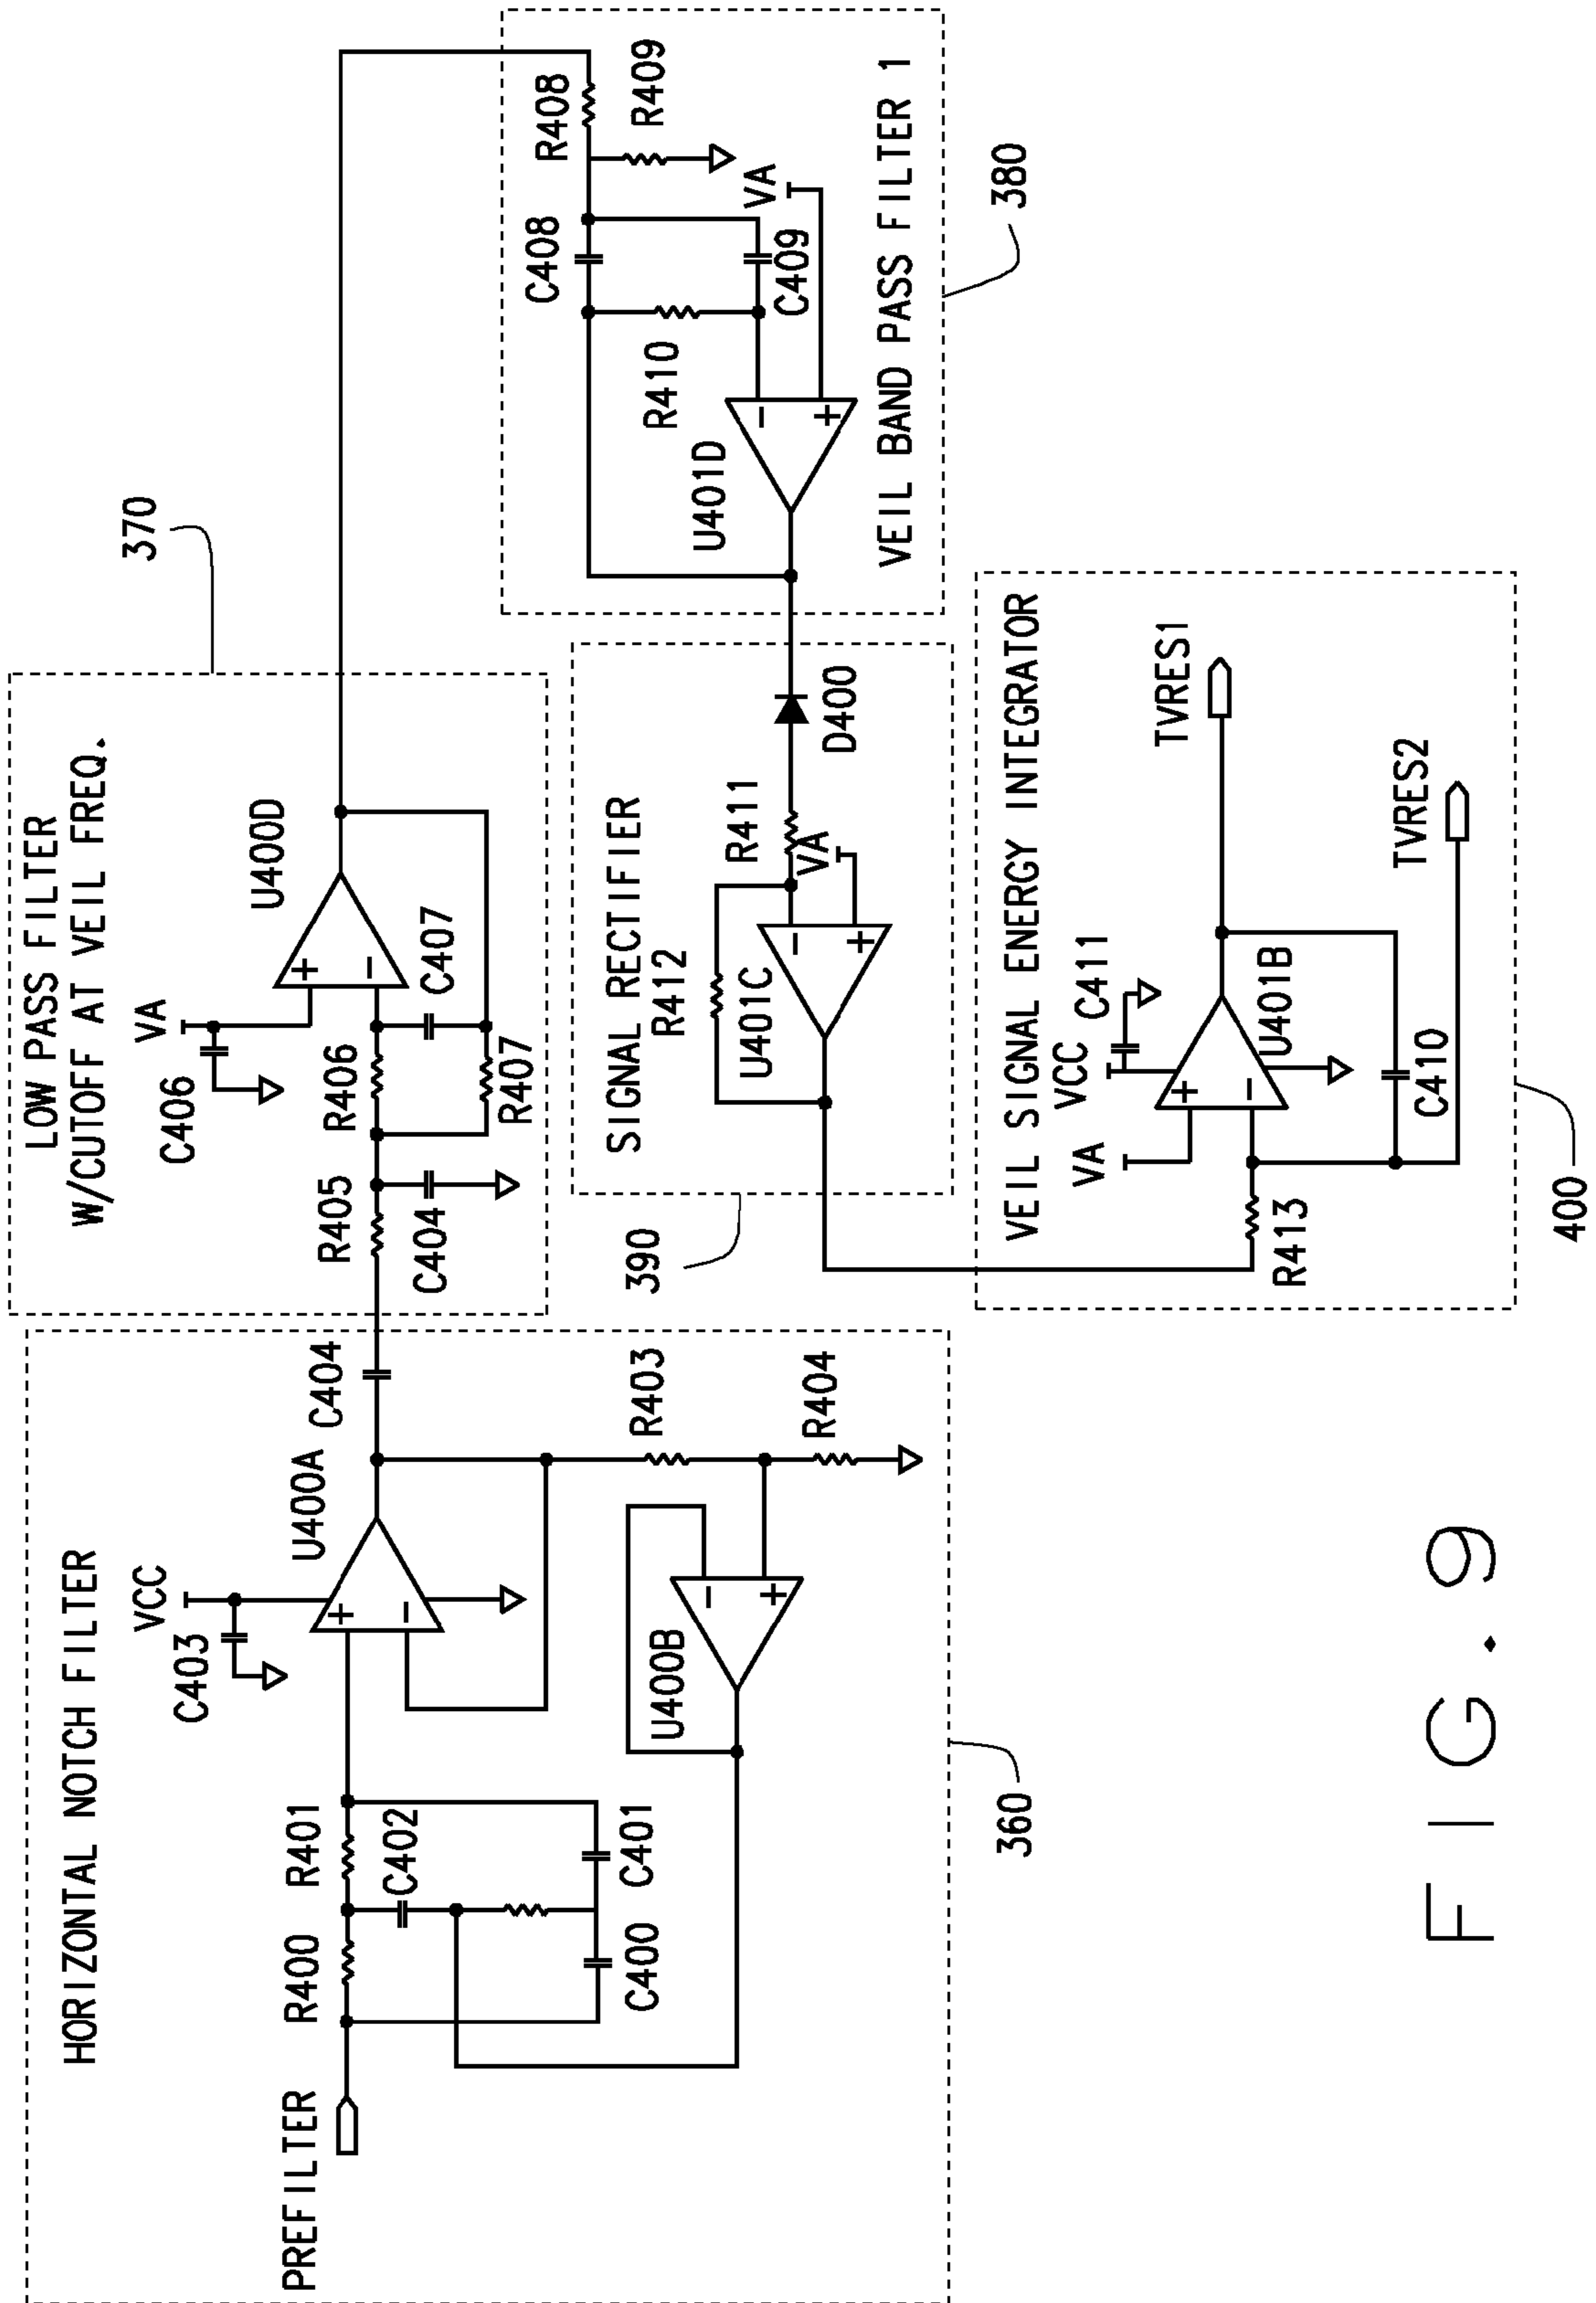 HORIZONTAL NOTCH FILTER
PREFILTER
R400
R401
C402
C400
C401
VCC
C403
U400A
C404
U400B
R403
R404
360
LOW PASS FILTER
W/CUTOFF AT VEIL FREQ.
VA
C406
R405
R406
C404
C407
R407
U400D
370
R408
R409
C408
C409
R410
VA
U401D
VEIL BAND PASS FILTER 1
380
SIGNAL RECTIFIER
R412
R411
VA
U401C
D400
390
VEIL SIGNAL ENERGY INTEGRATOR
VCC
C411
VA
U401B
R413
C410
TVRES1
TVRES2
400
FIG. 9
+
-
+
-
+
-
+
-
+
-
+
-